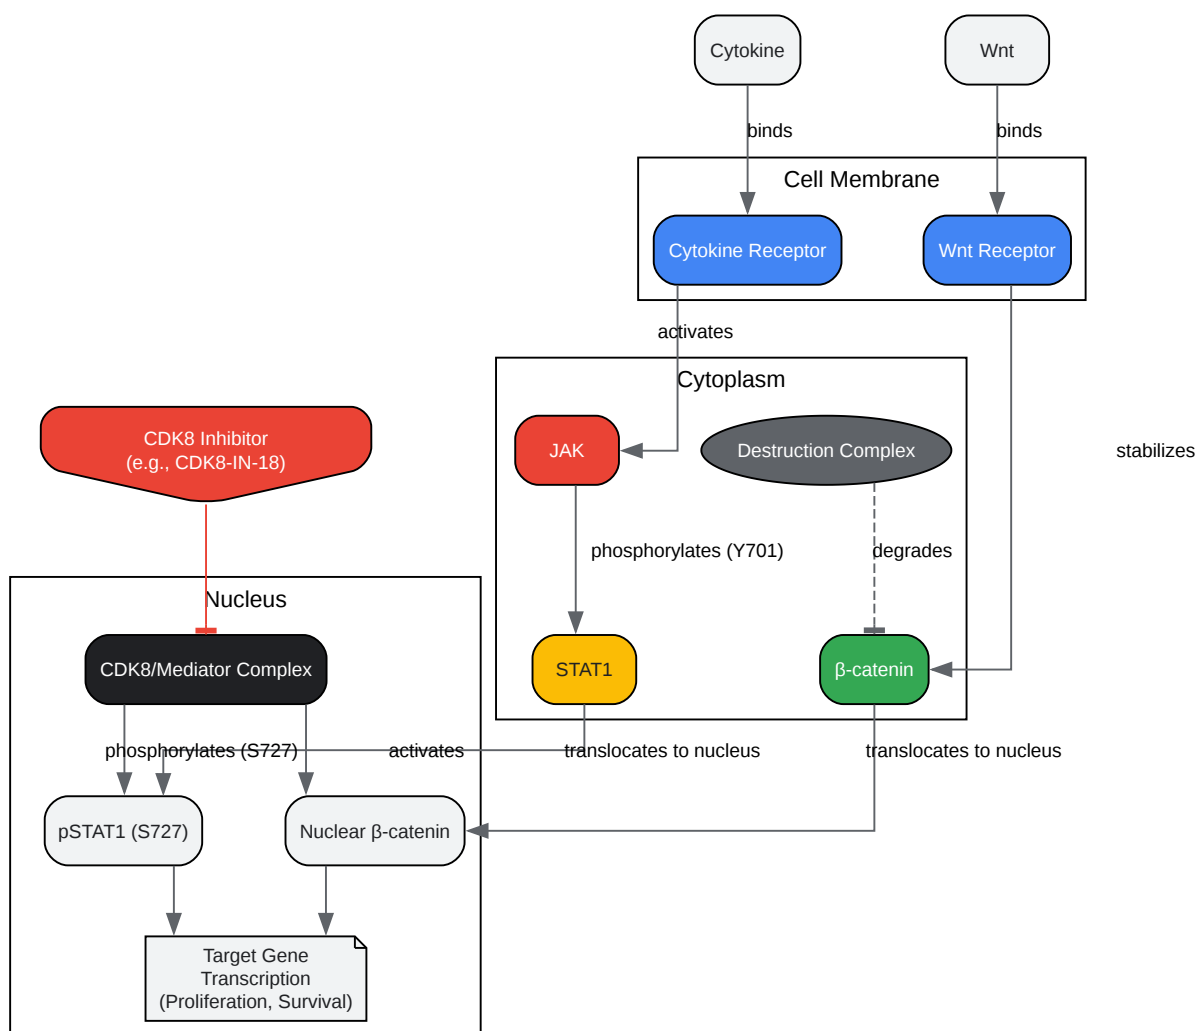 Cytokine
Wnt
binds
binds
Cell Membrane
Cytokine Receptor
Wnt Receptor
activates
Cytoplasm
CDK8 Inhibitor
(e.g., CDK8-IN-18)
JAK
Destruction Complex
stabilizes
phosphorylates (Y701)
degrades
Nucleus
CDK8/Mediator Complex
STAT1
β-catenin
phosphorylates (S727)
activates
translocates to nucleus
translocates to nucleus
pSTAT1 (S727)
Nuclear β-catenin
Target Gene
Transcription
(Proliferation, Survival)